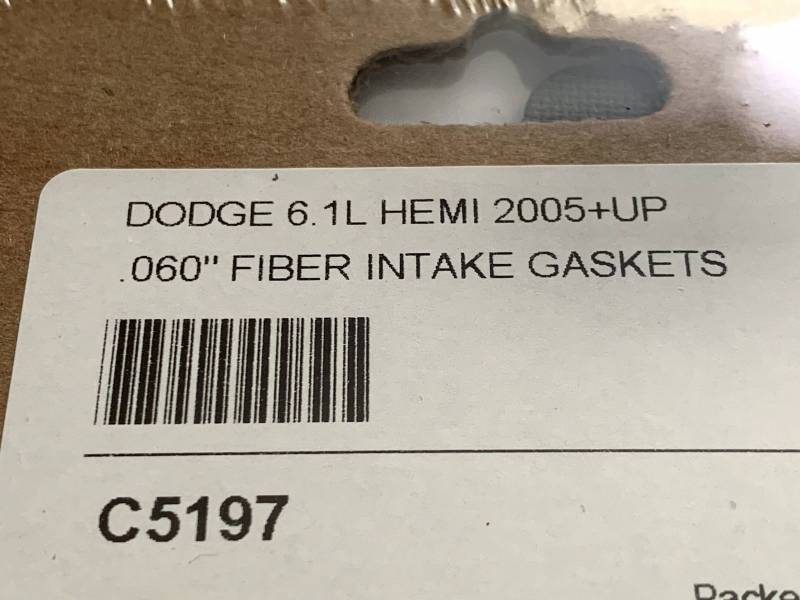 DODGE 6.1L HEMI 2005+UP
.060" FIBER INTAKE GASKETS
C5197